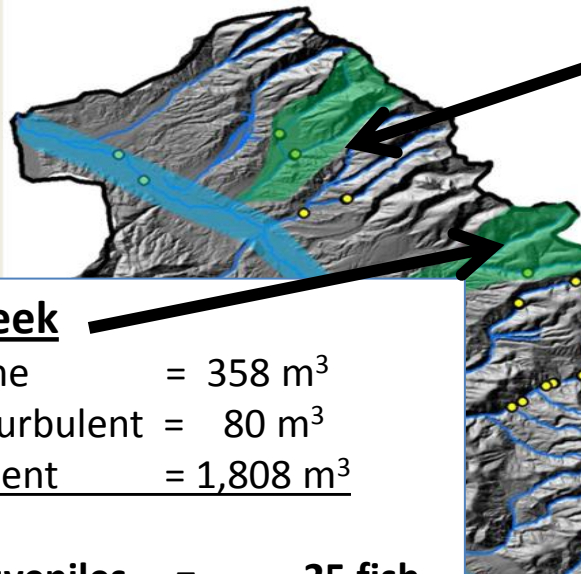 eek
ne = 358 m³
urbulent = 80 m³
ent = 1,808 m³
= 25 fish